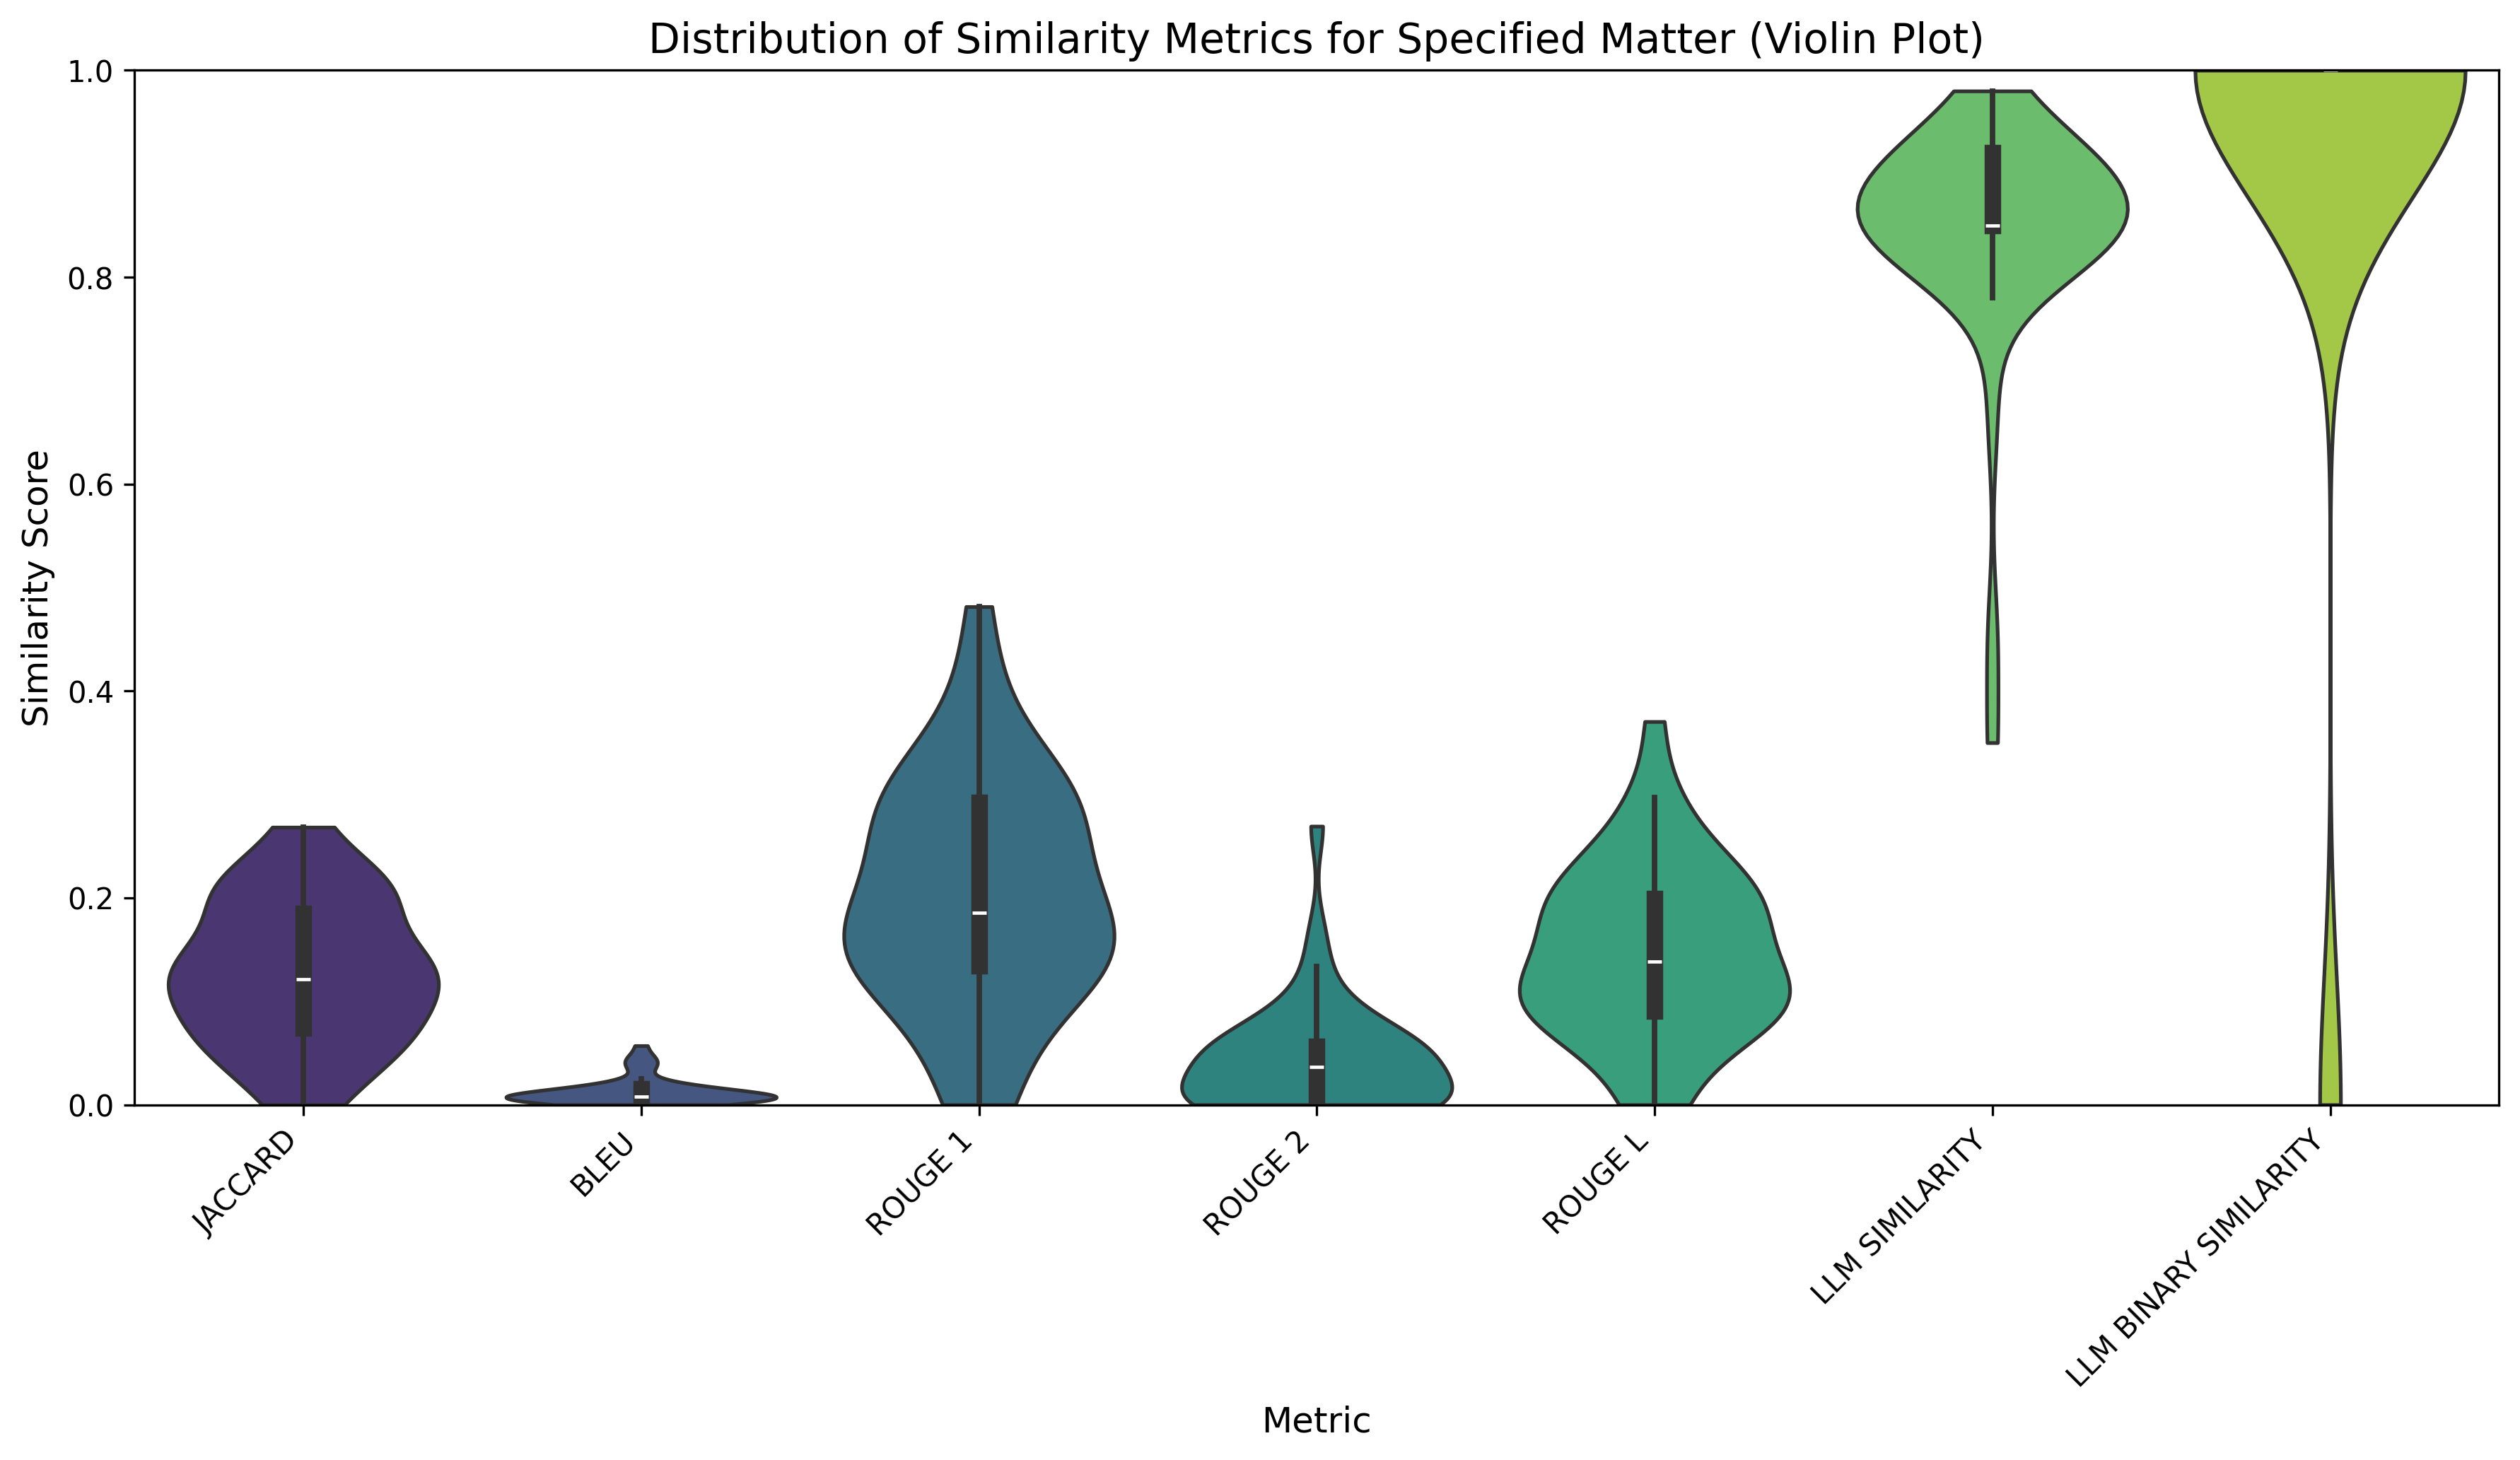 Distribution of Similarity Metrics for Specified Matter (Violin Plot)
Similarity Score
1.0
0.8
0.6
0.4
0.2
0.0
JACCARD
BLEU
ROUGE 1
ROUGE 2
ROUGE L
LLM SIMILARITY
LLM BINARY SIMILARITY
Metric